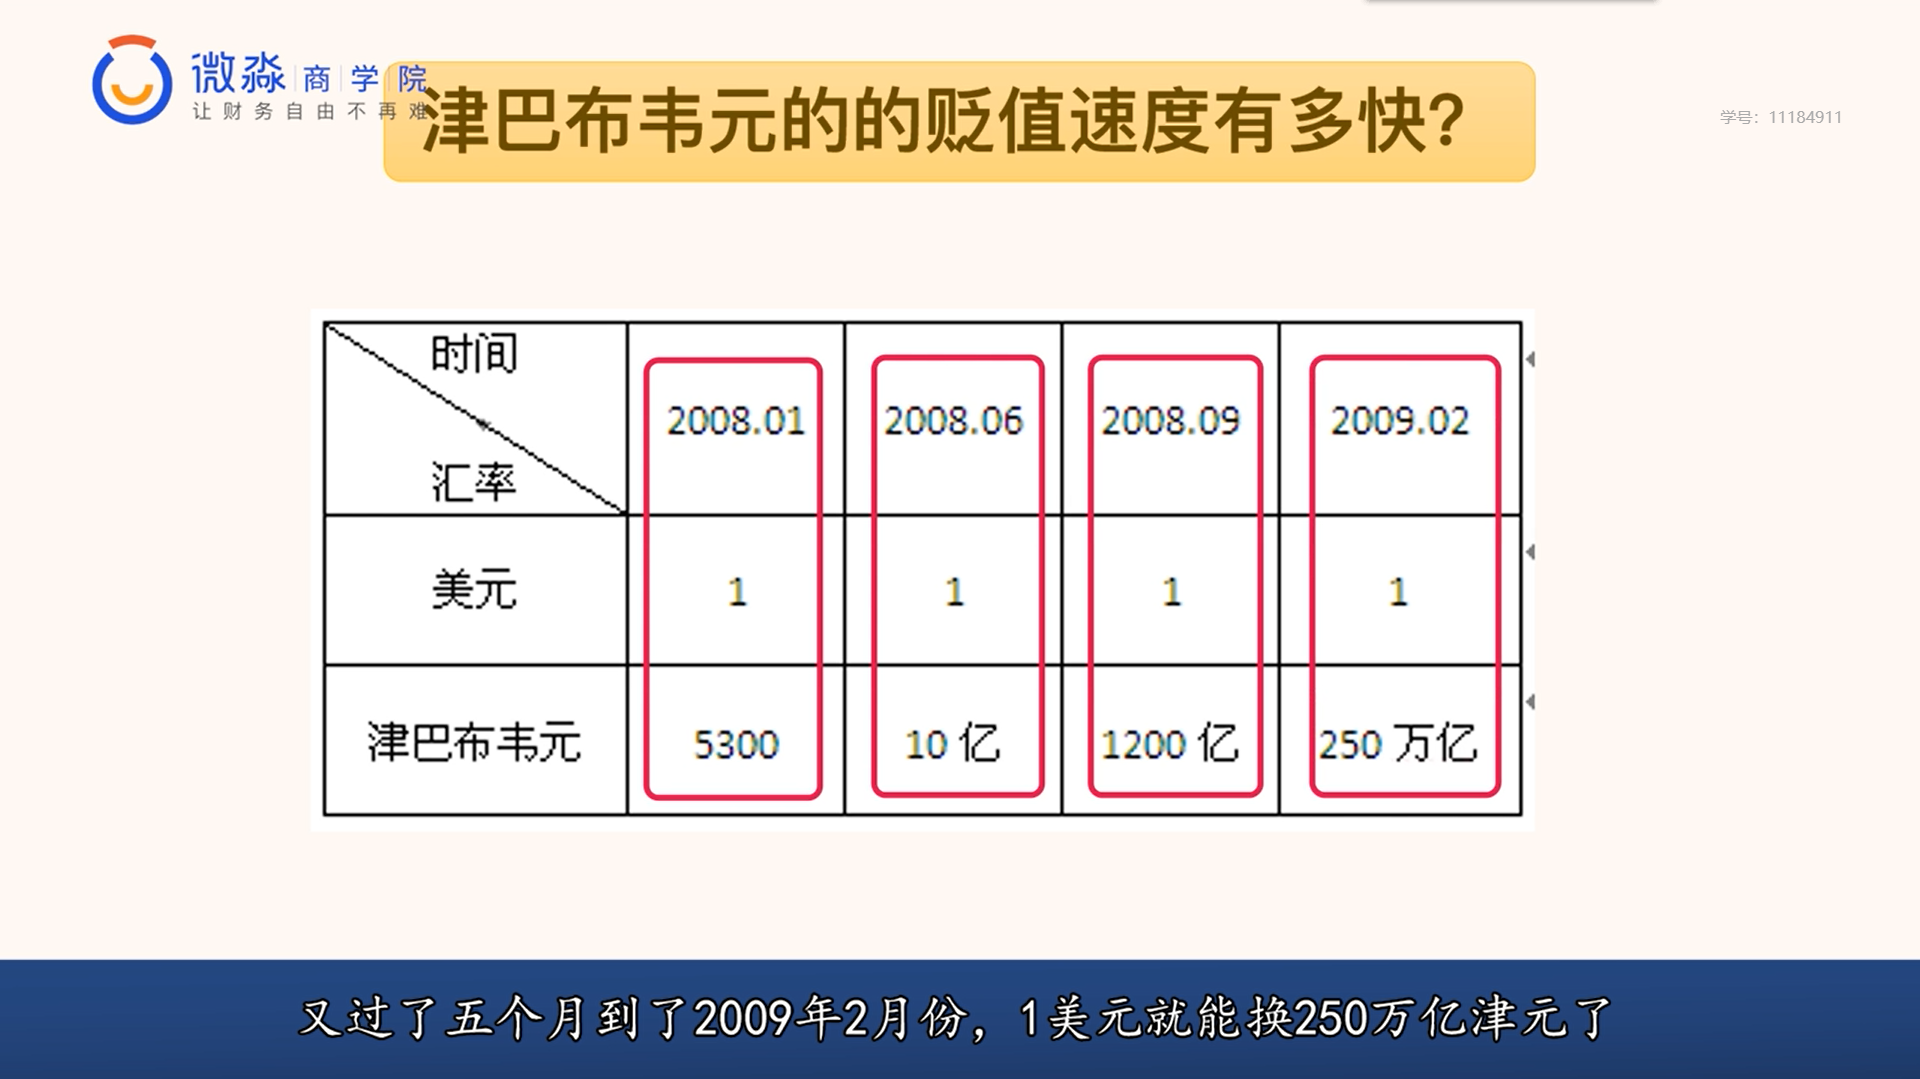 微淼商学院
让财务自由不再难
津巴布韦元的的贬值速度有多快?
学号：11184911
时间 2008.01 2008.06 2008.09 2009.02
汇率
美元 1 1 1 1
津巴布韦元 5300 10 亿 1200 亿 250 万亿
又过了五个月到了2009年2月份，1美元就能换250万亿津元了